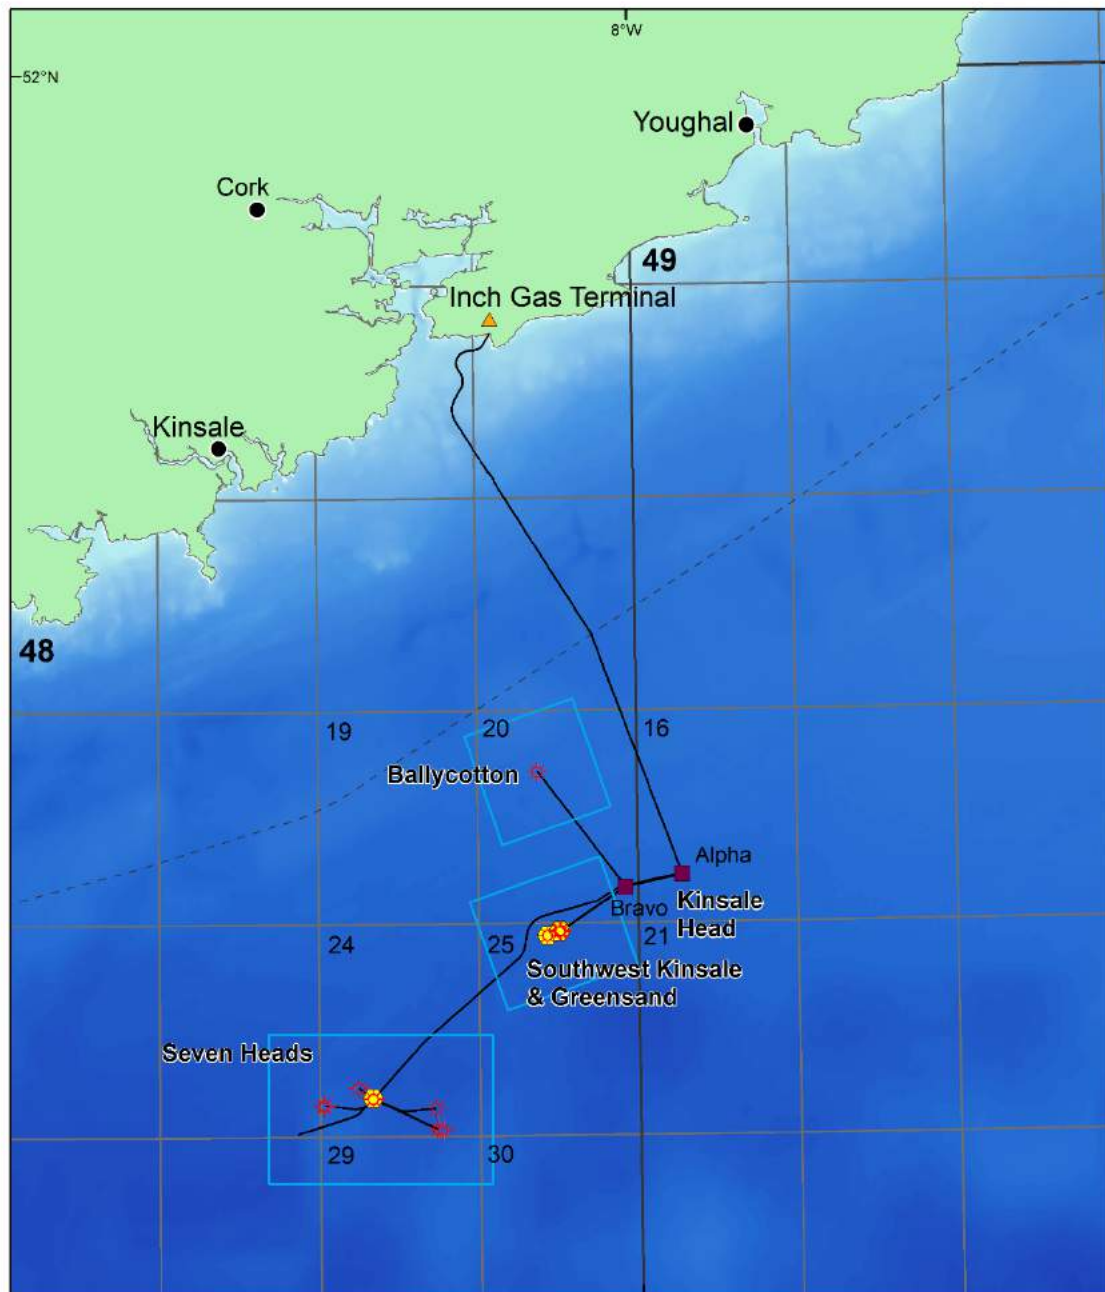 8°W
52°N
Youghal
Cork
49
Inch Gas Terminal
Kinsale
48
19
20
16
Ballycotton
Alpha
Bravo
Kinsale
Head
24
25
21
Southwest Kinsale
& Greensand
Seven Heads
29
30